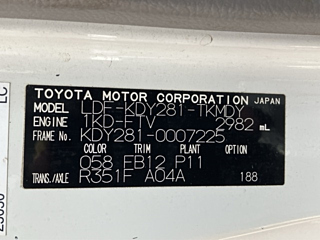 TOYOTA MOTOR CORPORATION JAPAN
MODEL LDF-KDY281-TKMDY
ENGINE 1KD-FTV 2982 mL
FRAME No. KDY281-0007225
COLOR TRIM PLANT
058 FB12 P11
TRANS./AXLE R351F A04A 188